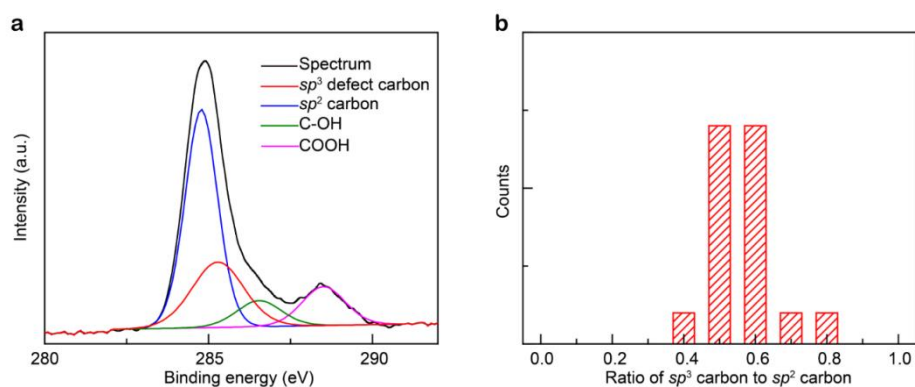 a
Spectrum
sp³ defect carbon
sp² carbon
C-OH
COOH
Intensity (a.u.)
280 285 290
Binding energy (eV)
b
Counts
0.0 0.2 0.4 0.6 0.8 1.0
Ratio of sp³ carbon to sp² carbon